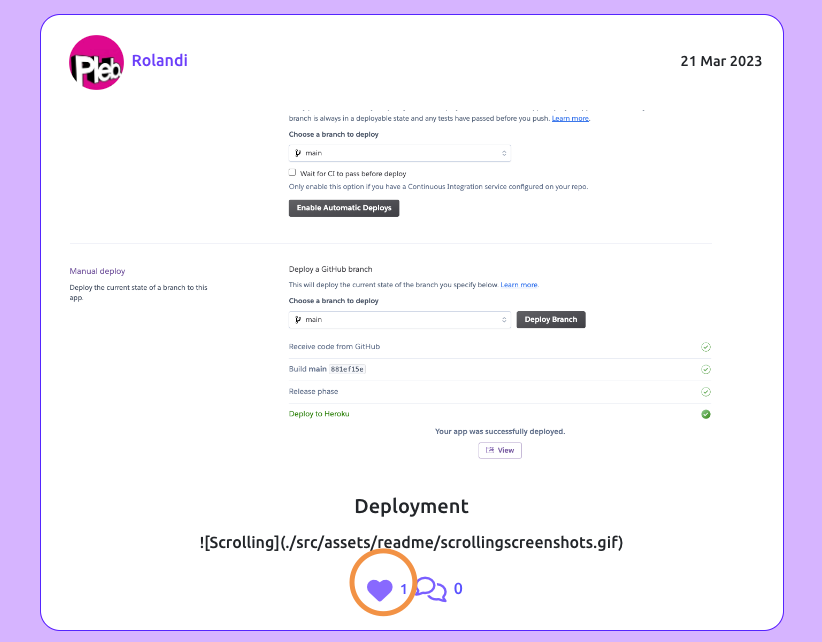 Pleb
Rolandi
21 Mar 2023
branch is always in a deployable state and any tests have passed before you push. Learn more.
Choose a branch to deploy
main
Wait for CI to pass before deploy
Only enable this option if you have a Continuous Integration service configured on your repo.
Enable Automatic Deploys
Manual deploy
Deploy the current state of a branch to this
app.
Deploy a GitHub branch
This will deploy the current state of the branch you specify below. Learn more.
Choose a branch to deploy
main
Deploy Branch
Receive code from GitHub
Build main 881ef15e
Release phase
Deploy to Heroku
Your app was successfully deployed.
View
Deployment
![Scrolling](./src/assets/readme/scrollingscreenshots.gif)
1
0